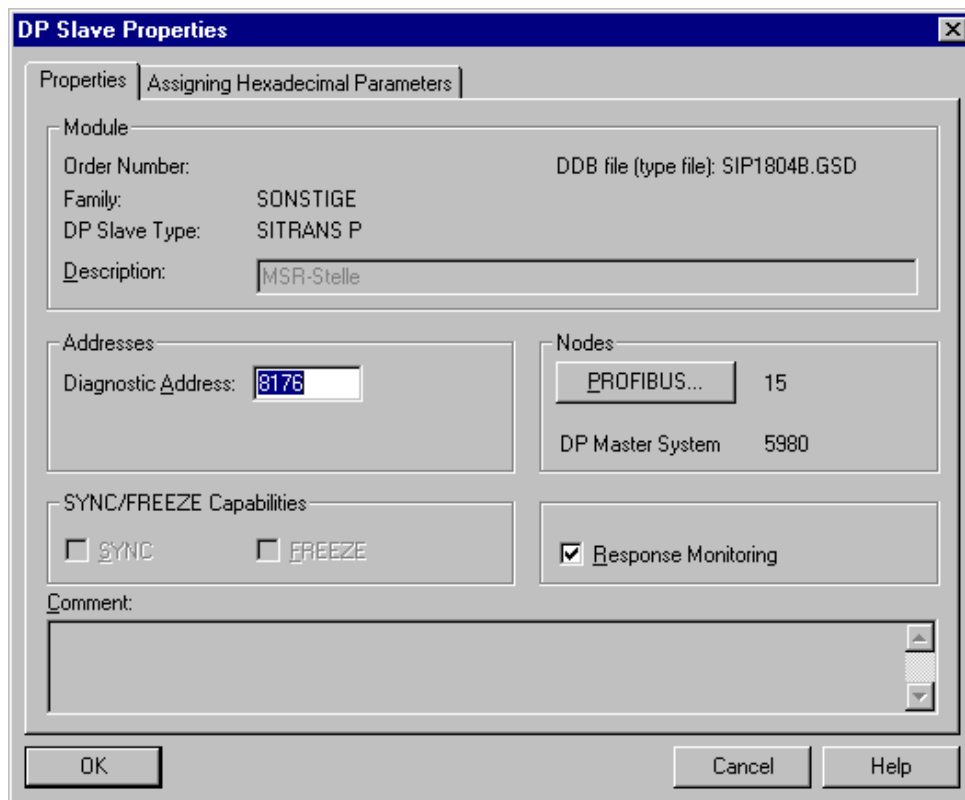 DP Slave Properties
Properties
Assigning Hexadecimal Parameters
Module
Order Number:
DDB file (type file): SIP1804B.GSD
Family:
SONSTIGE
DP Slave Type:
SITRANS P
Description:
MSR-Stelle
Addresses
Diagnostic Address:
8176
Nodes
PROFIBUS...
15
DP Master System
5980
SYNC/FREEZE Capabilities
SYNC
FREEZE
Response Monitoring
Comment:
OK
Cancel
Help